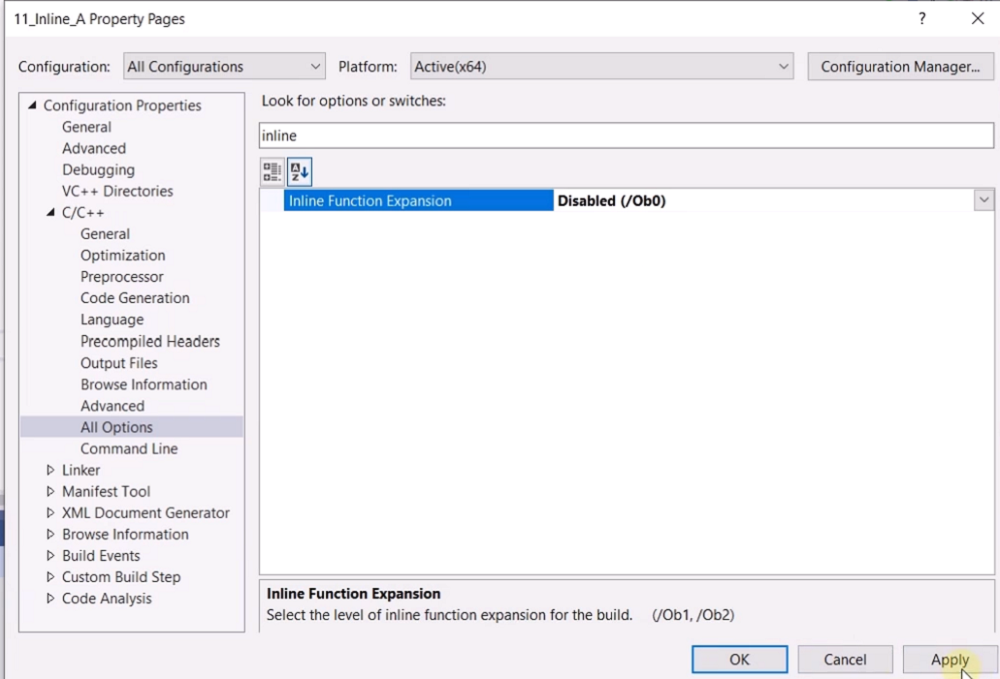 11_Inline_A Property Pages
?
Configuration: All Configurations Platform: Active(x64) Configuration Manager...
Configuration Properties
General
Advanced
Debugging
VC++ Directories
C/C++
General
Optimization
Preprocessor
Code Generation
Language
Precompiled Headers
Output Files
Browse Information
Advanced
All Options
Command Line
Linker
Manifest Tool
XML Document Generator
Browse Information
Build Events
Custom Build Step
Code Analysis
Look for options or switches:
inline
A
Z
Inline Function Expansion Disabled (/Ob0)
Inline Function Expansion
Select the level of inline function expansion for the build. (/Ob1, /Ob2)
OK Cancel Apply